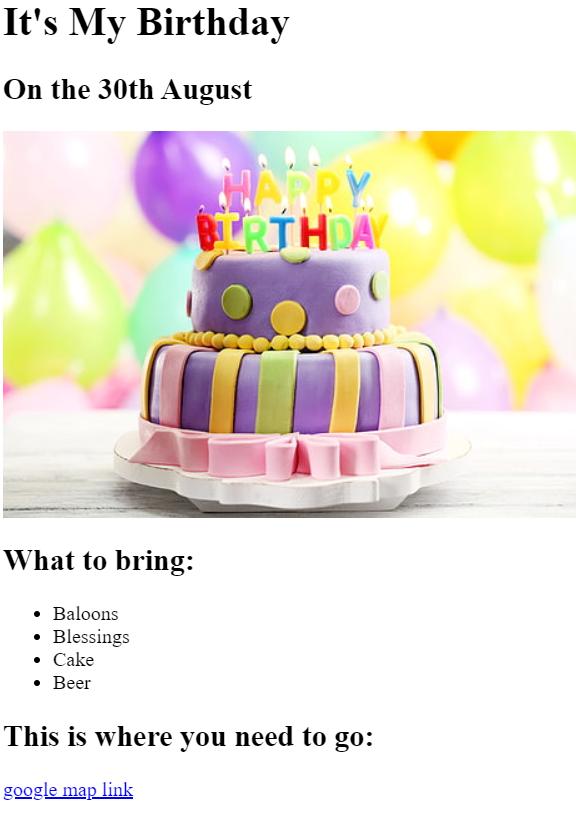 It's My Birthday
On the 30th August
HAPPY
BIRTHDAY
What to bring:
Baloons
Blessings
Cake
Beer
This is where you need to go:
google map link